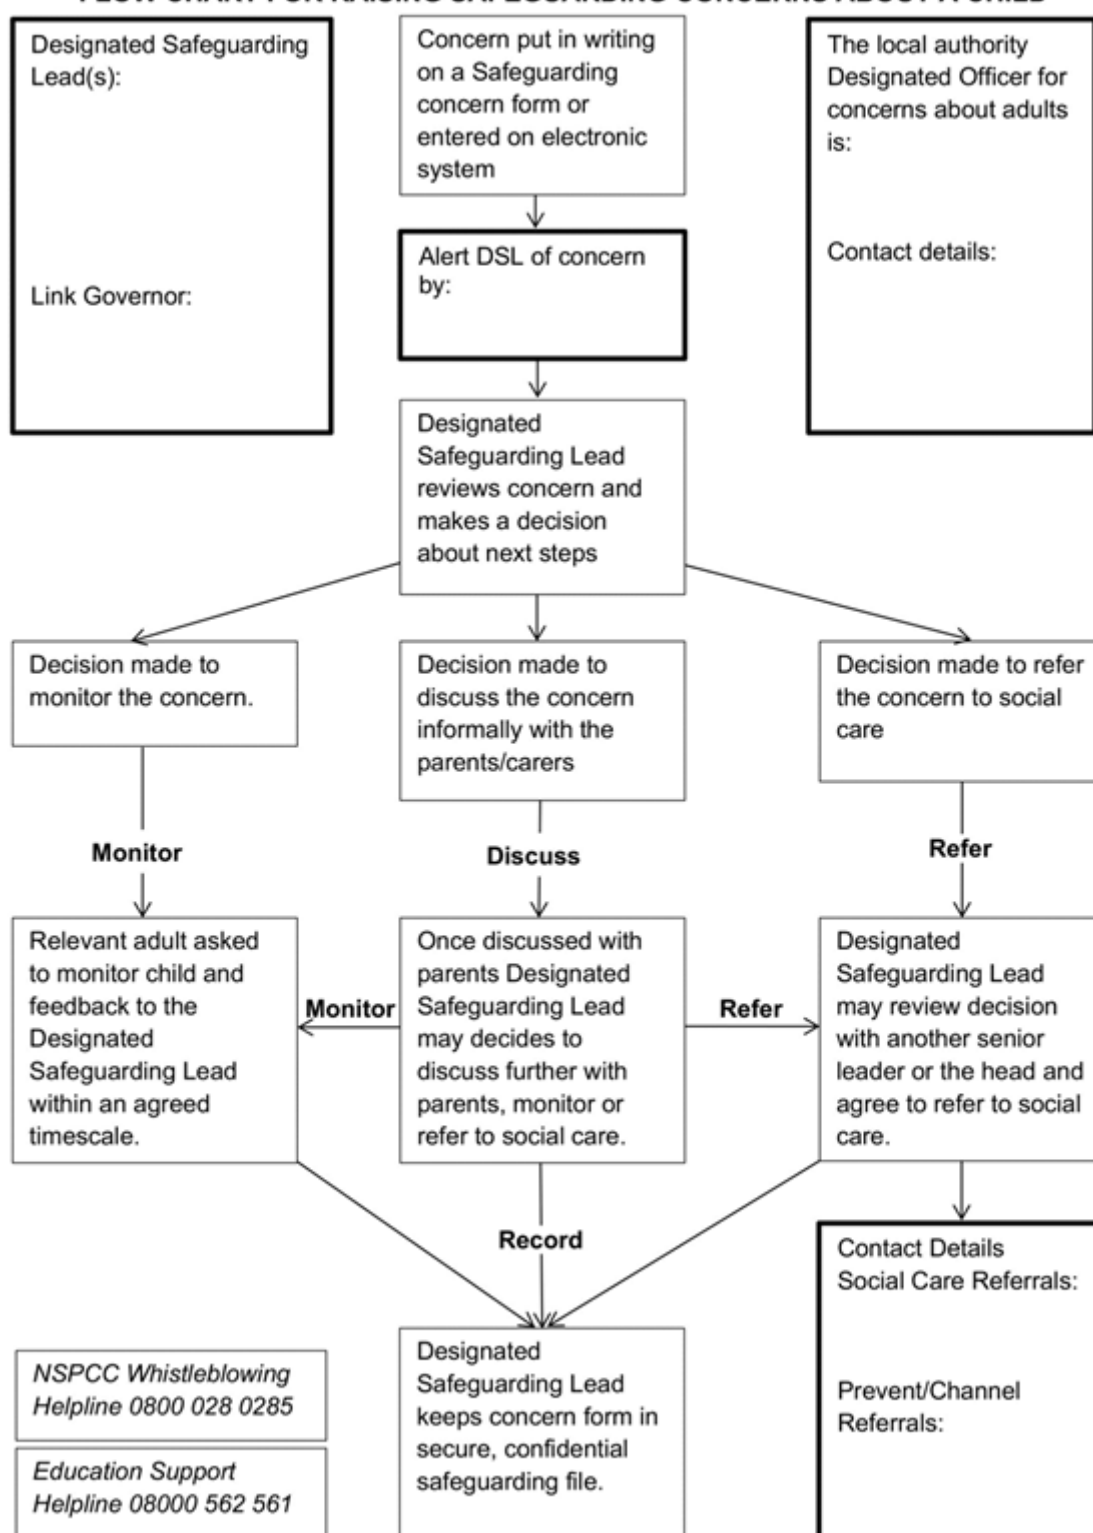 FLOW CHART FOR RAISING SAFEGUARDING CONCERNS ABOUT A CHILD
Designated Safeguarding
Lead(s):
Link Governor:
Concern put in writing
on a Safeguarding
concern form or
entered on electronic
system
The local authority
Designated Officer for
concerns about adults
is:
Contact details:
Alert DSL of concern
by:
Designated
Safeguarding Lead
reviews concern and
makes a decision
about next steps
Decision made to
monitor the concern.
Decision made to
discuss the concern
informally with the
parents/carers
Decision made to refer
the concern to social
care
Monitor
Discuss
Refer
Relevant adult asked
to monitor child and
feedback to the
Designated
Safeguarding Lead
within an agreed
timescale.
Monitor
Once discussed with
parents Designated
Safeguarding Lead
may decides to
discuss further with
parents, monitor or
refer to social care.
Refer
Designated
Safeguarding Lead
may review decision
with another senior
leader or the head and
agree to refer to social
care.
Record
Contact Details
Social Care Referrals:
Prevent/Channel
Referrals:
Designated
Safeguarding Lead
keeps concern form in
secure, confidential
safeguarding file.
NSPCC Whistleblowing
Helpline 0800 028 0285
Education Support
Helpline 08000 562 561